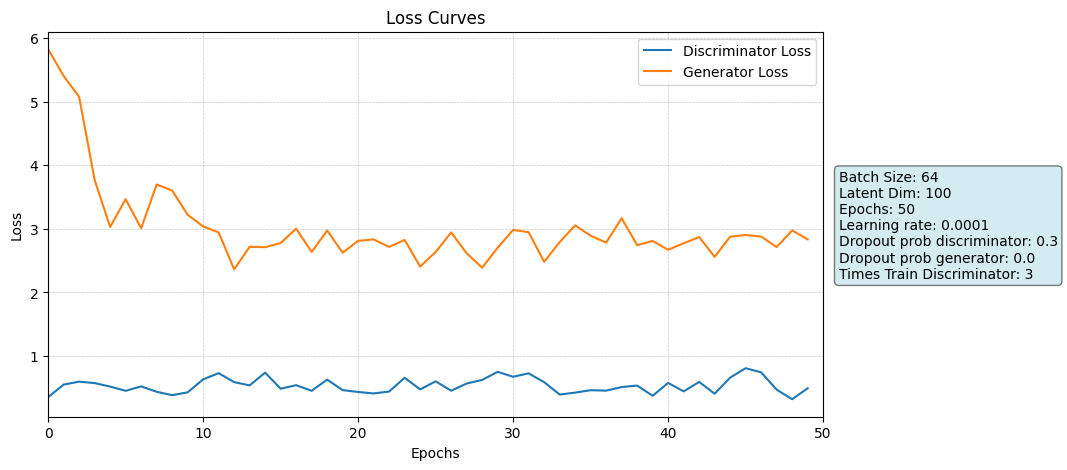 Loss Curves
Discriminator Loss
Generator Loss
6
5
4
3
2
1
Loss
0
10
20
30
40
50
Epochs
Batch Size: 64
Latent Dim: 100
Epochs: 50
Learning rate: 0.0001
Dropout prob discriminator: 0.3
Dropout prob generator: 0.0
Times Train Discriminator: 3